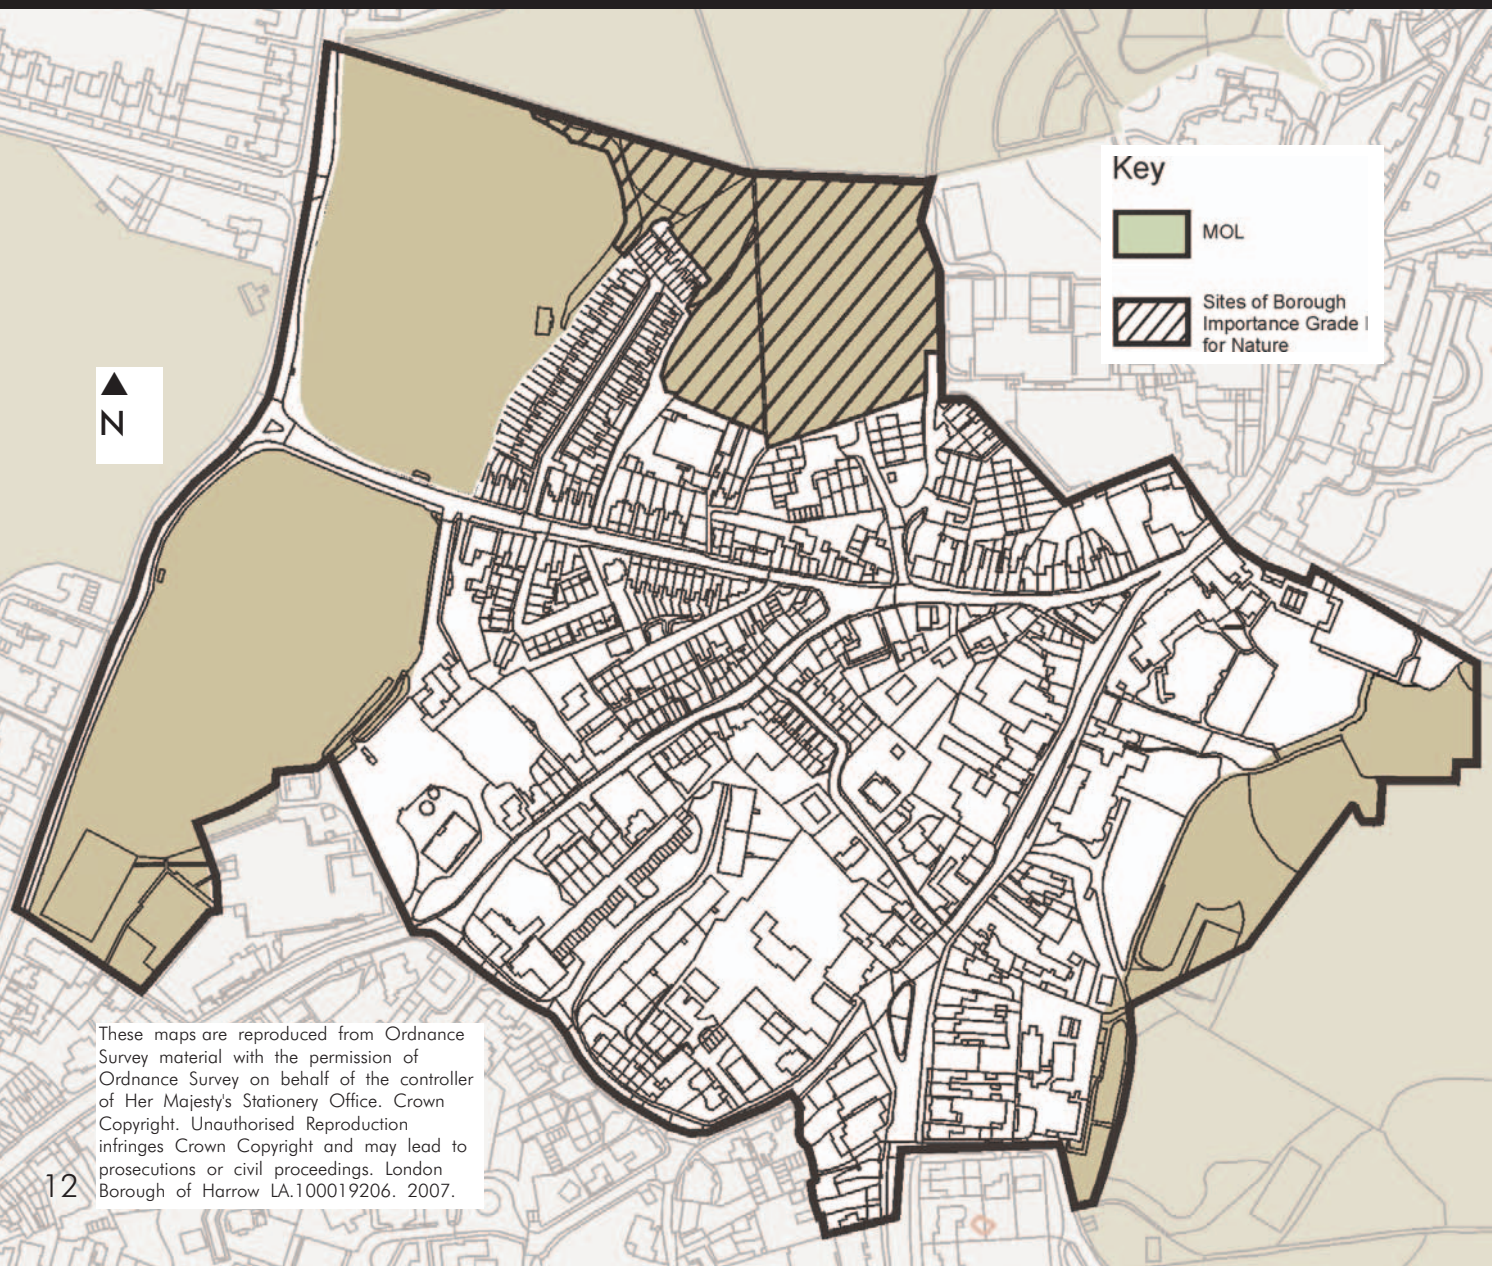 Key
MOL
Sites of Borough
Importance Grade I
for Nature
N
These maps are reproduced from Ordnance
Survey material with the permission of
Ordnance Survey on behalf of the controller
of Her Majesty's Stationery Office. Crown
Copyright. Unauthorised Reproduction
infringes Crown Copyright and may lead to
prosecutions or civil proceedings. London
Borough of Harrow LA.100019206. 2007.
12